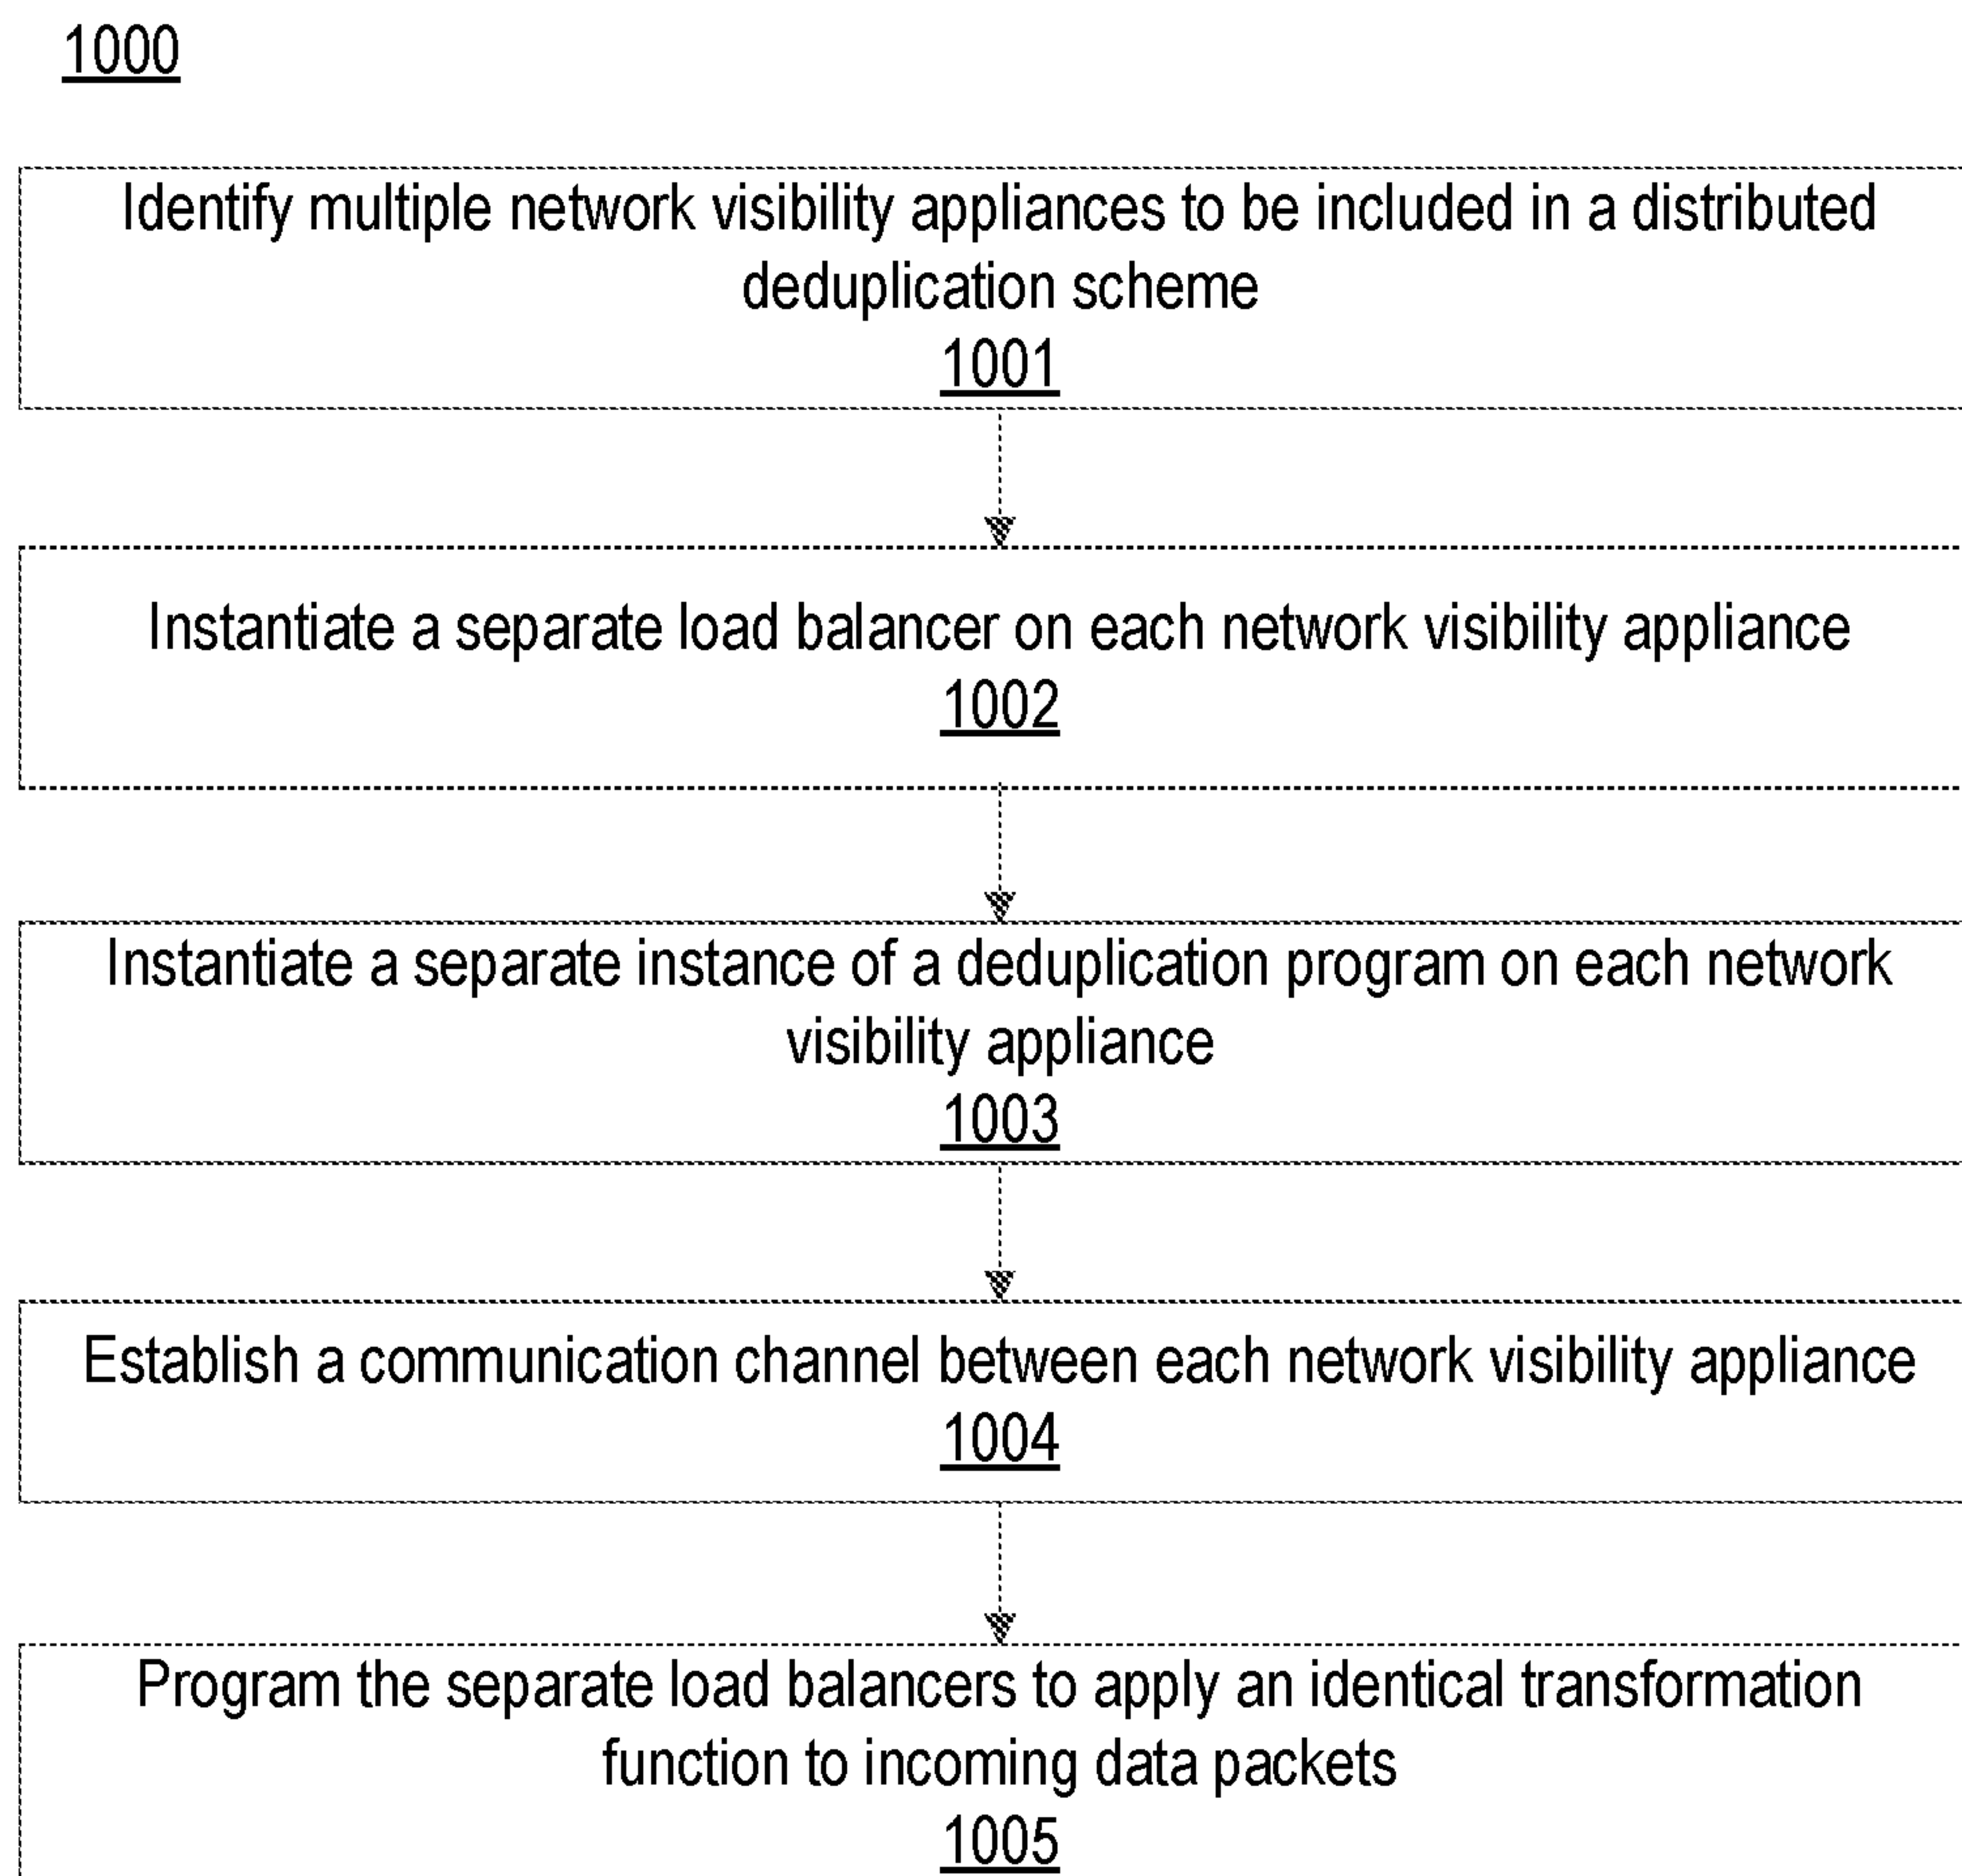 1000
Identify multiple network visibility appliances to be included in a distributed
deduplication scheme
1001
Instantiate a separate load balancer on each network visibility appliance
1002
Instantiate a separate instance of a deduplication program on each network
visibility appliance
1003
Establish a communication channel between each network visibility appliance
1004
Program the separate load balancers to apply an identical transformation
function to incoming data packets
1005